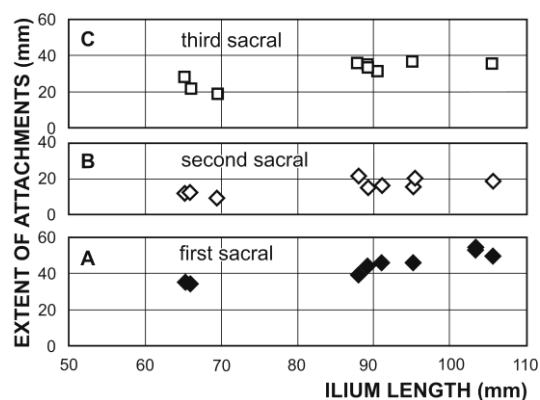 EXTENT OF ATTACHMENTS (mm)
60
C
third sacral
40
20
0
40
B
second sacral
20
0
60
A
first sacral
40
20
0
50 60 70 80 90 100 110
ILIUM LENGTH (mm)